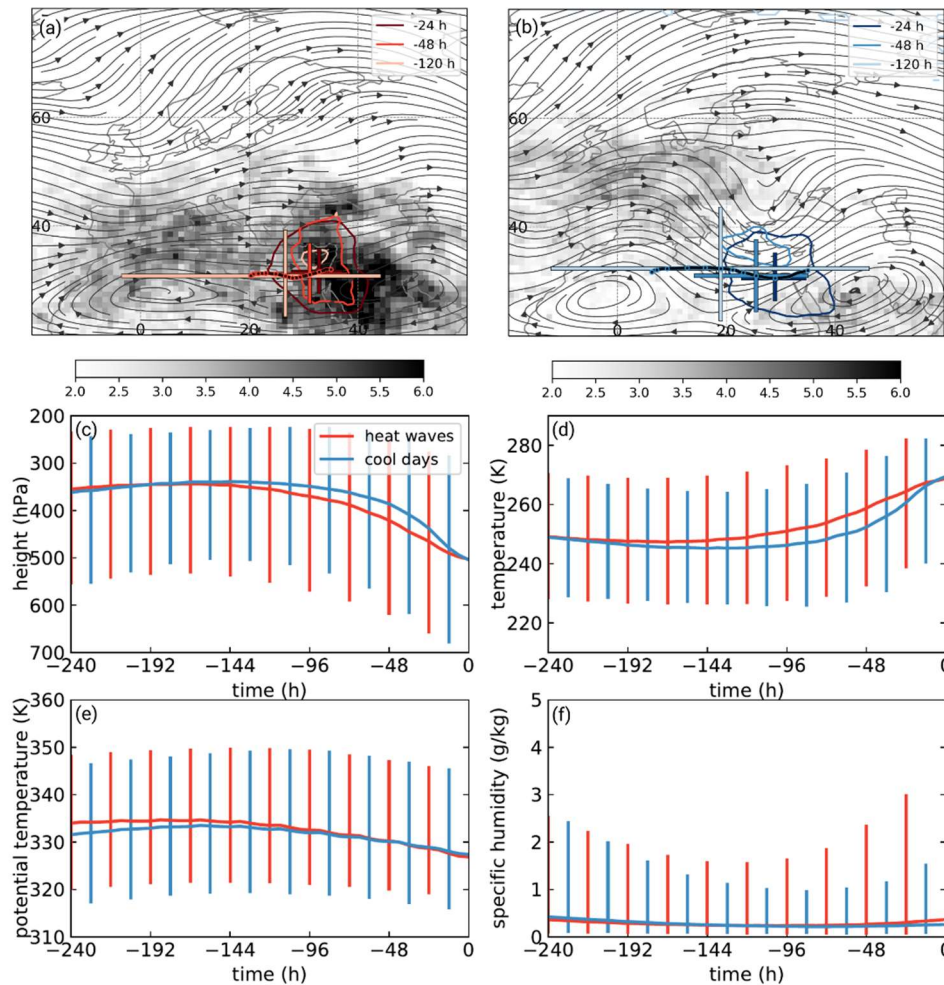 (a)
-24 h
-48 h
-120 h
60
40
0
20
40
(b)
-24 h
-48 h
-120 h
60
40
0
20
40
2.0 2.5 3.0 3.5 4.0 4.5 5.0 5.5 6.0
2.0 2.5 3.0 3.5 4.0 4.5 5.0 5.5 6.0
(c)
heat waves
cool days
height (hPa)
200
300
400
500
600
700
−240 −192 −144 −96 −48 0
time (h)
(d)
temperature (K)
280
260
240
220
−240 −192 −144 −96 −48 0
time (h)
(e)
potential temperature (K)
360
350
340
330
320
310
−240 −192 −144 −96 −48 0
time (h)
(f)
specific humidity (g/kg)
5
4
3
2
1
0
−240 −192 −144 −96 −48 0
time (h)